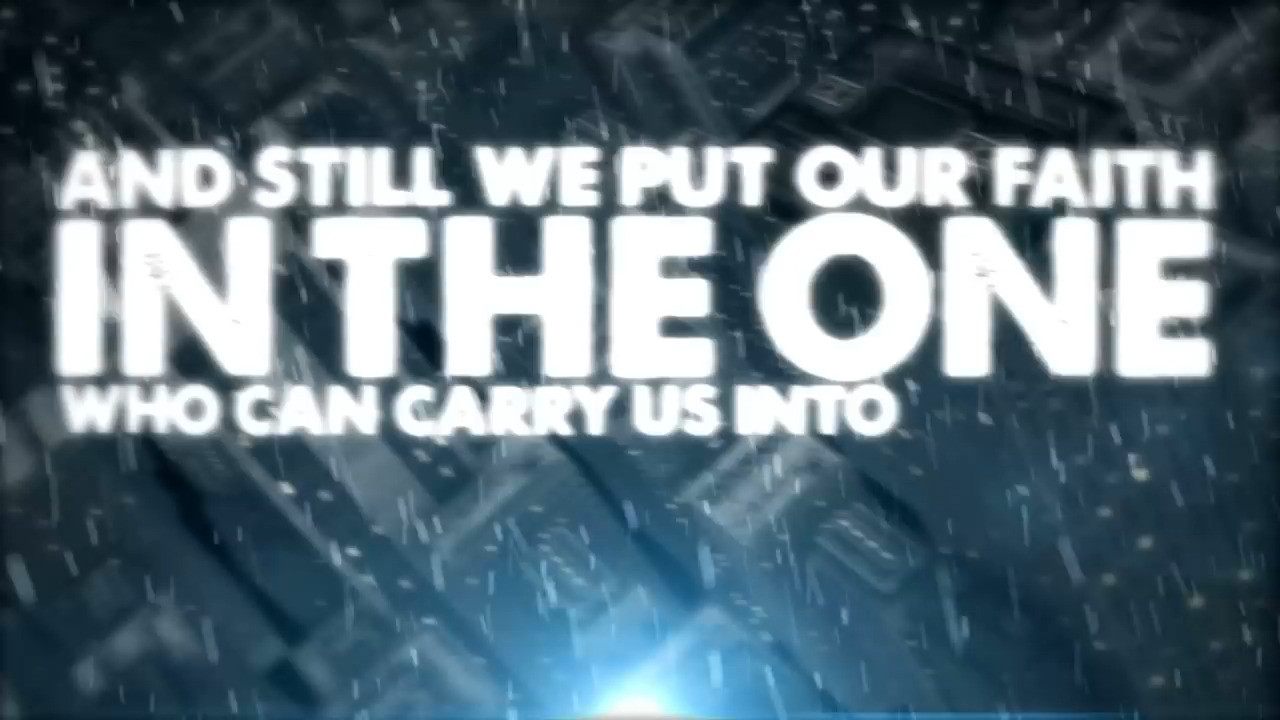 AND STILL WE PUT OUR FAITH
IN THE ONE
WHO CAN CARRY US INTO